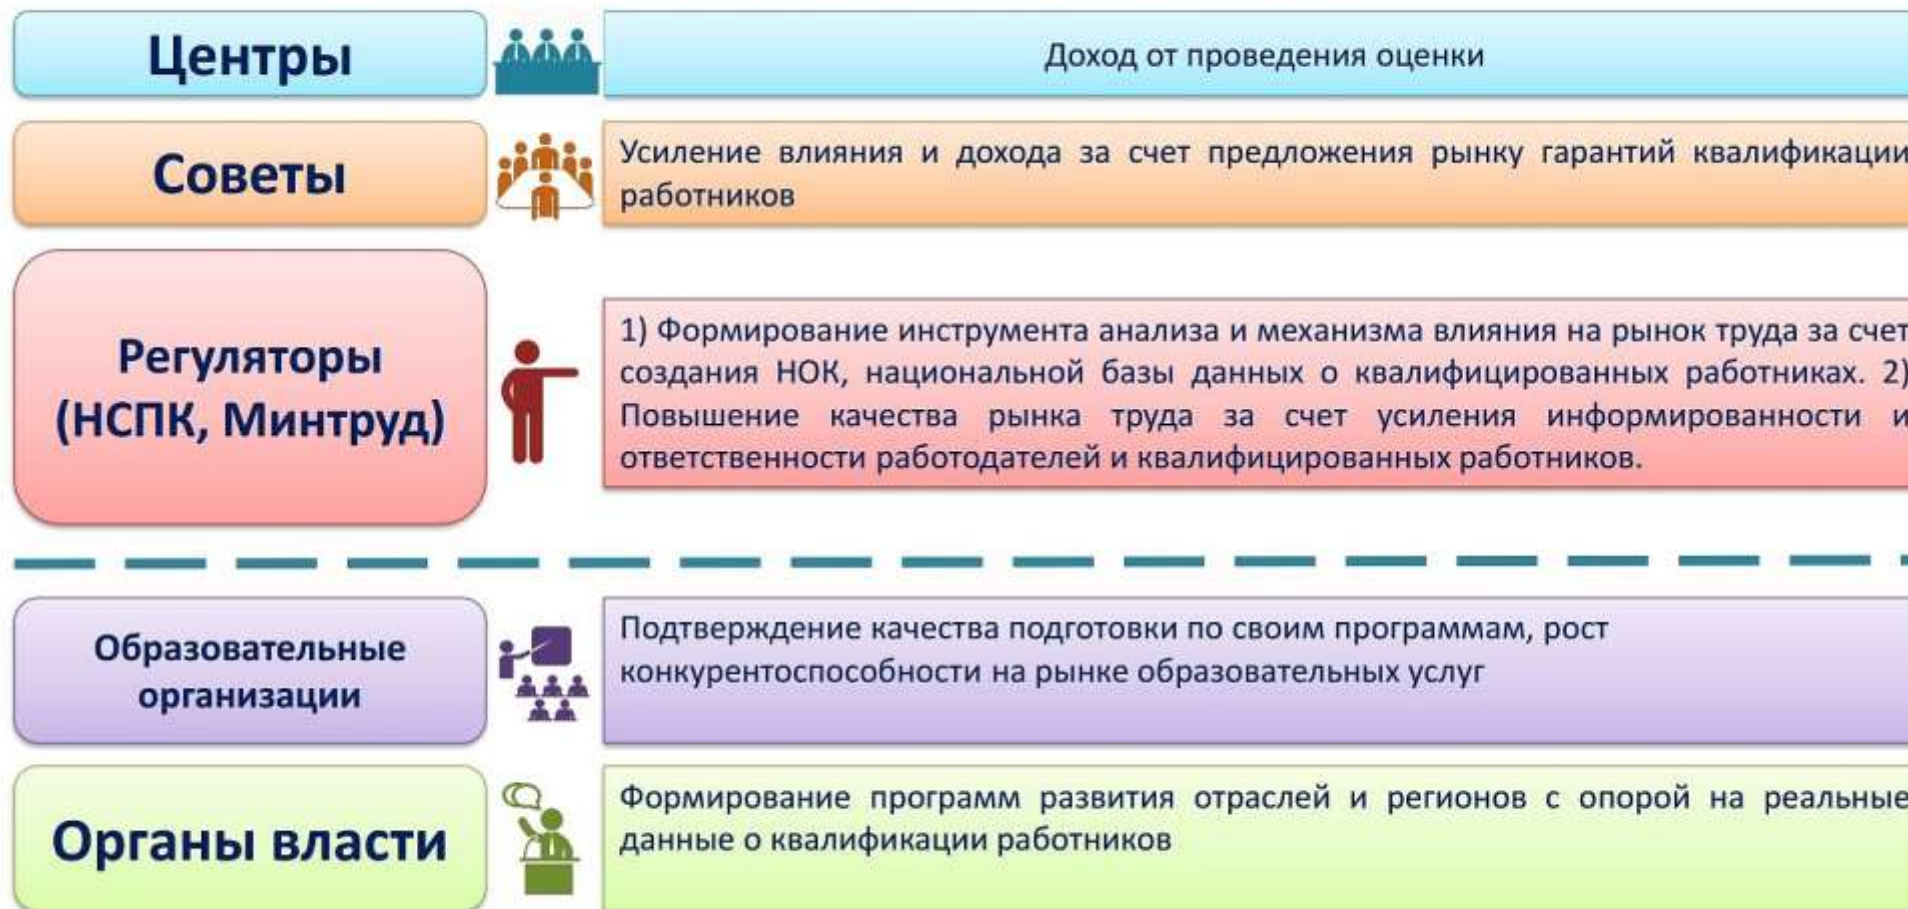 Центры
Доход от проведения оценки
Советы
Усиление влияния и дохода за счет предложения рынку гарантий квалификации
работников
Регуляторы
(НСПК, Минтруд)
1) Формирование инструмента анализа и механизма влияния на рынок труда за счет
создания НОК, национальной базы данных о квалифицированных работниках. 2)
Повышение качества рынка труда за счет усиления информированности и
ответственности работодателей и квалифицированных работников.
Образовательные
организации
Подтверждение качества подготовки по своим программам, рост
конкурентоспособности на рынке образовательных услуг
Органы власти
Формирование программ развития отраслей и регионов с опорой на реальные
данные о квалификации работников